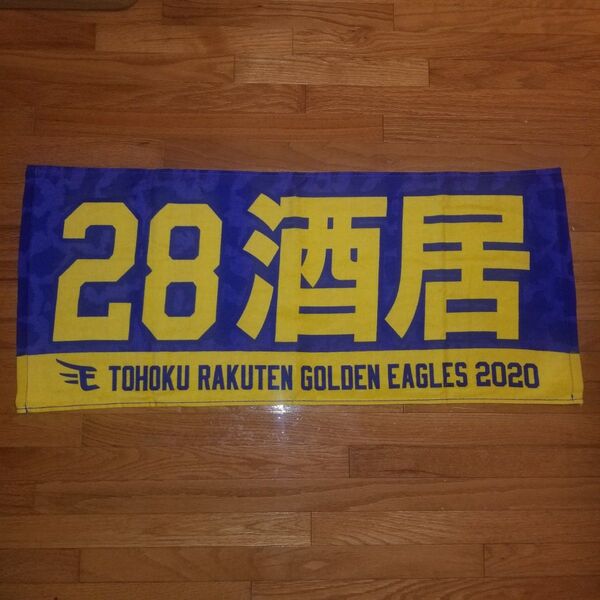 28酒居
E TOHOKU RAKUTEN GOLDEN EAGLES 2020